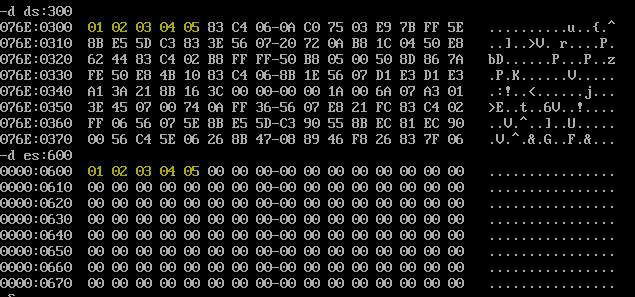 -d ds:300
076E:0300 01 02 03 04 05 83 C4 06-0A C0 75 03 E9 7B FF 5E ..........u..{.^
076E:0310 8B E5 5D C3 83 3E 56 07-20 72 0A B8 1C 04 50 E8 ..]..>V. r....P.
076E:0320 62 44 83 C4 02 B8 FF FF-50 B8 05 00 50 8D 86 7A bD......P...P..z
076E:0330 FE 50 E8 4B 10 83 C4 06-8B 1E 56 07 D1 E3 D1 E3 .P.K......V.....
076E:0340 A1 3A 21 8B 16 3C 00 00-00 00 1A 00 6A 07 A3 01 .:!..<......j...
076E:0350 3E 45 07 00 74 0A FF 36-56 07 E8 21 FC 83 C4 02 >E..t..6V..!....
076E:0360 FF 06 56 07 5E 8B E5 5D-C3 90 55 8B EC 81 EC 90 ..V.^..]..U.....
076E:0370 00 56 C4 5E 06 26 8B 47-08 89 46 F8 26 83 7F 06 .V.^.&.G..F.&...
-d es:600
0000:0600 01 02 03 04 05 00 00 00-00 00 00 00 00 00 00 00 ................
0000:0610 00 00 00 00 00 00 00 00-00 00 00 00 00 00 00 00 ................
0000:0620 00 00 00 00 00 00 00 00-00 00 00 00 00 00 00 00 ................
0000:0630 00 00 00 00 00 00 00 00-00 00 00 00 00 00 00 00 ................
0000:0640 00 00 00 00 00 00 00 00-00 00 00 00 00 00 00 00 ................
0000:0650 00 00 00 00 00 00 00 00-00 00 00 00 00 00 00 00 ................
0000:0660 00 00 00 00 00 00 00 00-00 00 00 00 00 00 00 00 ................
0000:0670 00 00 00 00 00 00 00 00-00 00 00 00 00 00 00 00 ................